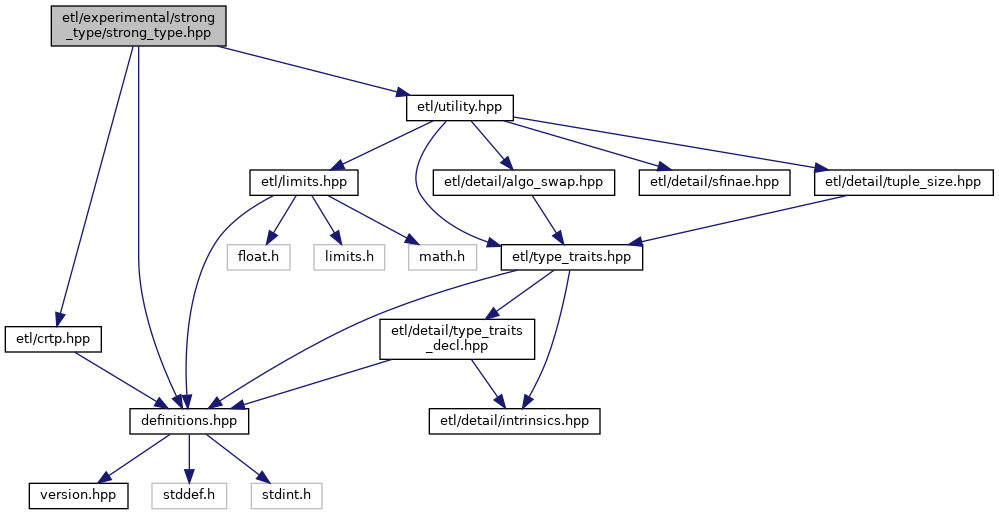 etl/experimental/strong
_type/strong_type.hpp
etl/utility.hpp
etl/limits.hpp
etl/detail/algo_swap.hpp
etl/detail/sfinae.hpp
etl/detail/tuple_size.hpp
float.h
limits.h
math.h
etl/type_traits.hpp
etl/crtp.hpp
etl/detail/type_traits
_decl.hpp
definitions.hpp
etl/detail/intrinsics.hpp
version.hpp
stddef.h
stdint.h